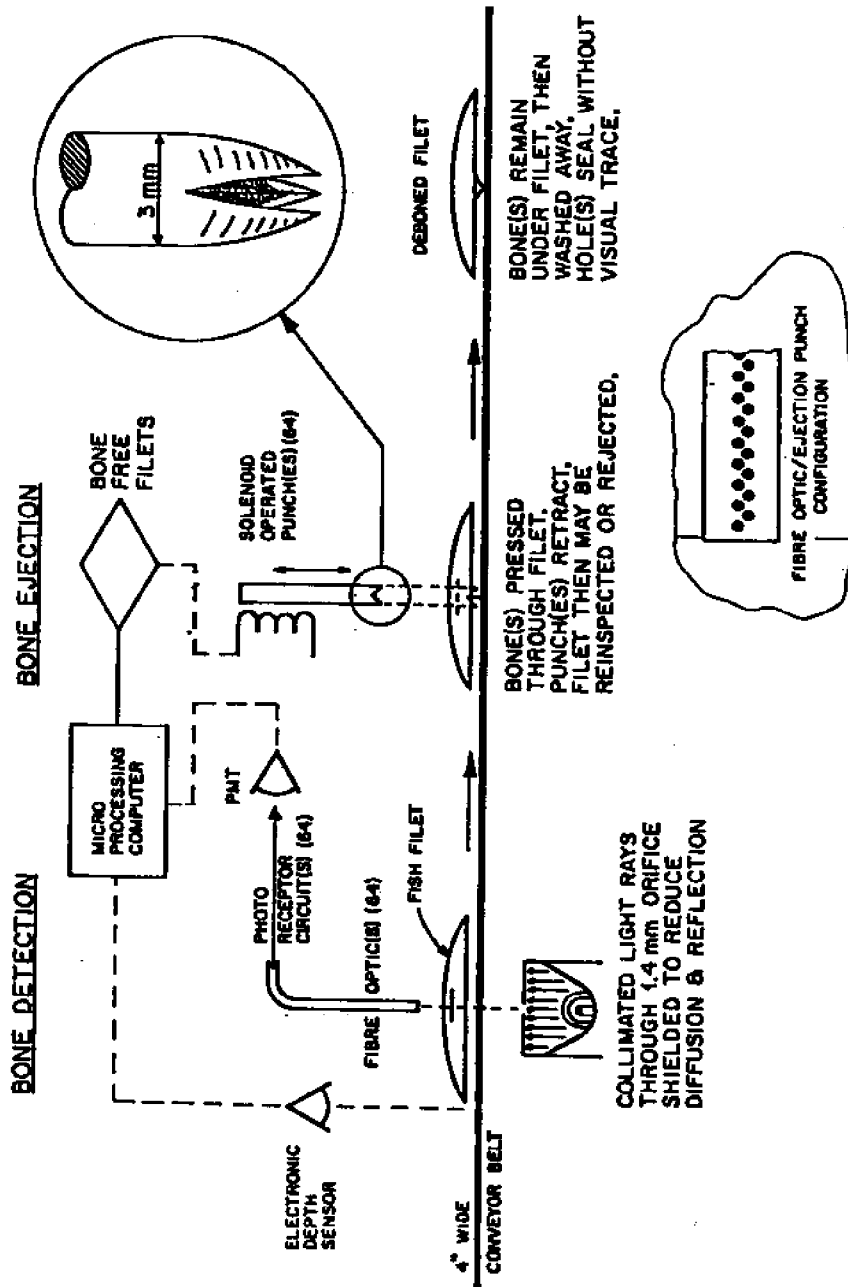 BONE DETECTION
BONE EJECTION
MICRO
PROCESSING
COMPUTER
BONE
FREE
FILETS
ELECTRONIC
DEPTH
SENSOR
PHOTO
RECEPTOR
CIRCUIT(S) (64)
PMT
FIBRE OPTIC(S) (64)
FISH FILET
SOLENOID
OPERATED
PUNCH(ES) (64)
3 mm
DEBONED FILET
4" WIDE
CONVEYOR BELT
COLLIMATED LIGHT RAYS
THROUGH 1.4 mm ORIFICE
SHIELDED TO REDUCE
DIFFUSION & REFLECTION
BONE(S) PRESSED
THROUGH FILET,
PUNCH(ES) RETRACT,
FILET THEN MAY BE
REINSPECTED OR REJECTED.
BONE(S) REMAIN
UNDER FILET, THEN
WASHED AWAY.
HOLE(S) SEAL WITHOUT
VISUAL TRACE.
FIBRE OPTIC/EJECTION PUNCH
CONFIGURATION